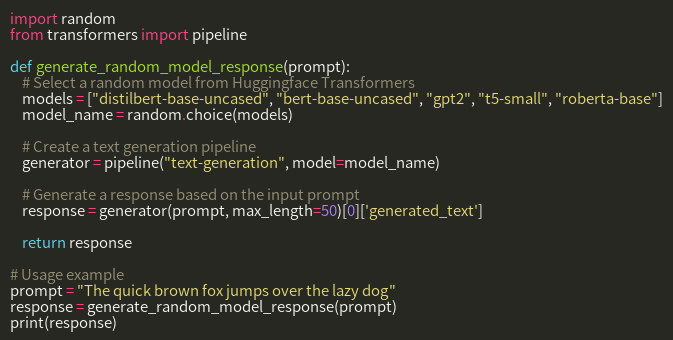 import random
from transformers import pipeline

def generate_random_model_response(prompt):
    # Select a random model from Huggingface Transformers
    models = ["distilbert-base-uncased", "bert-base-uncased", "gpt2", "t5-small", "roberta-base"]
    model_name = random.choice(models)

    # Create a text generation pipeline
    generator = pipeline("text-generation", model=model_name)

    # Generate a response based on the input prompt
    response = generator(prompt, max_length=50)[0]['generated_text']

    return response

# Usage example
prompt = "The quick brown fox jumps over the lazy dog"
response = generate_random_model_response(prompt)
print(response)